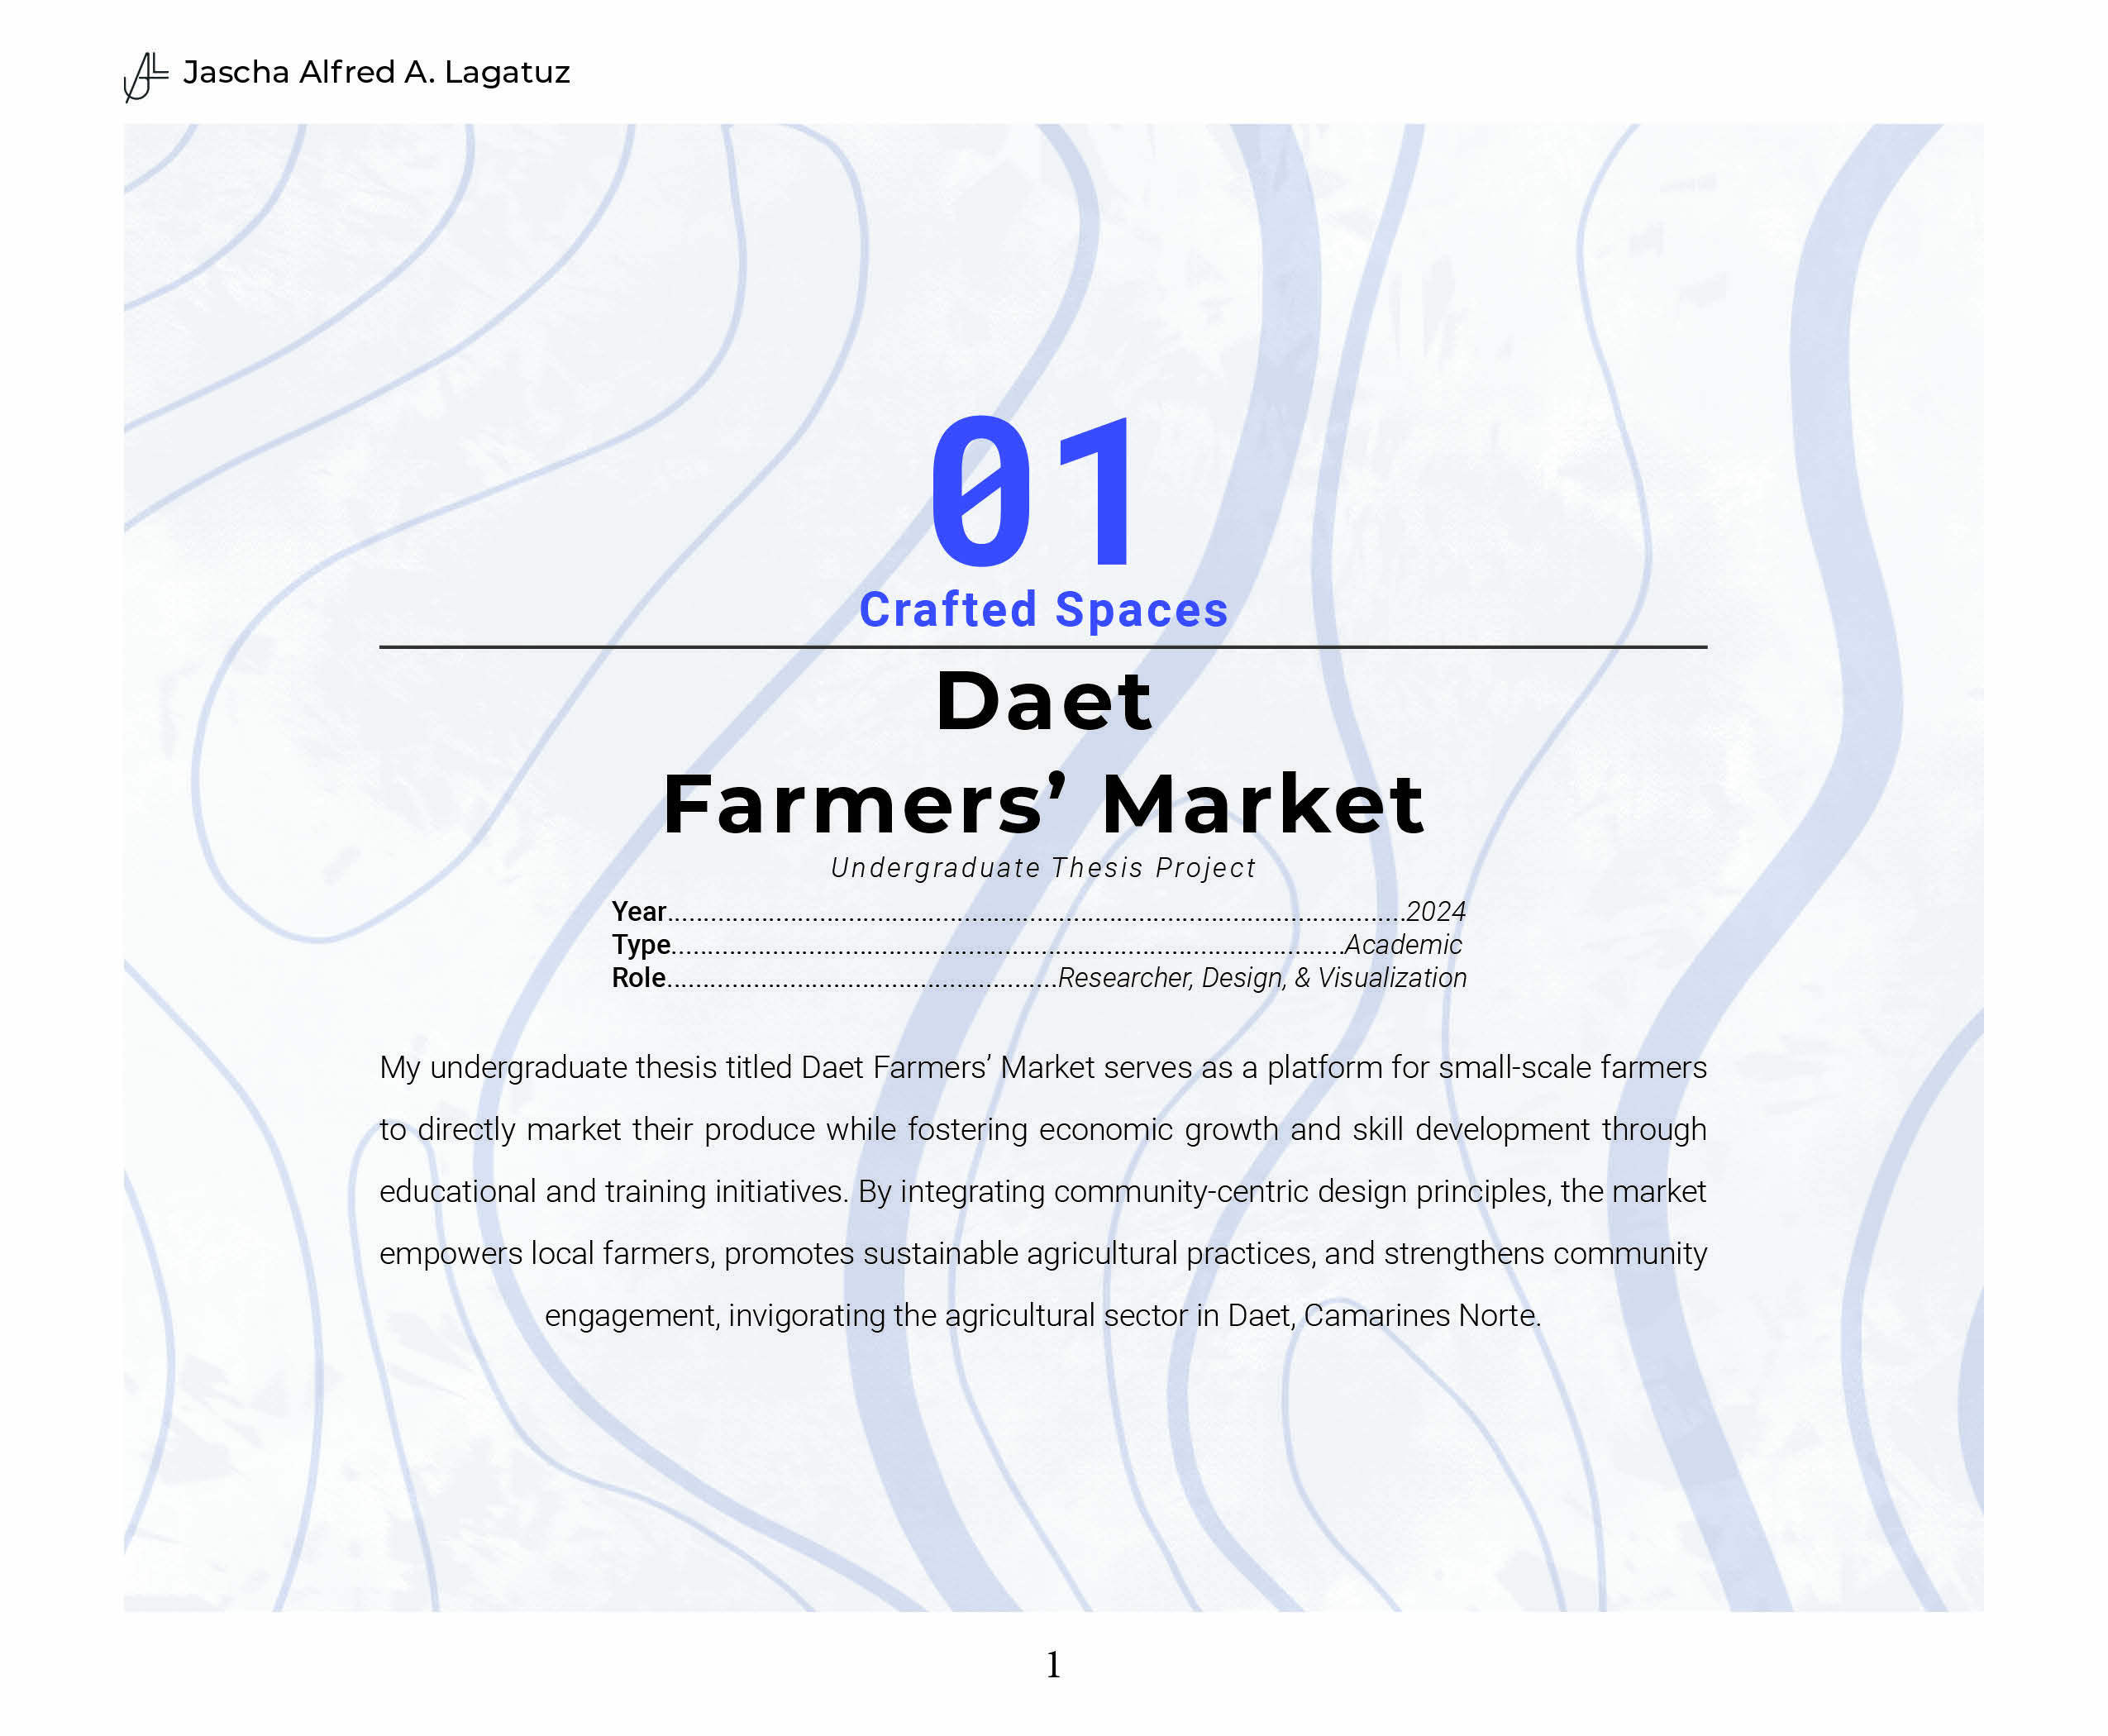 Jascha Alfred A. Lagatuz
01
Crafted Spaces
Daet
Farmers’ Market
Undergraduate Thesis Project
Year......................................................................................................2024
Type.............................................................................................Academic
Role......................................................Researcher, Design, & Visualization
My undergraduate thesis titled Daet Farmers’ Market serves as a platform for small-scale farmers
to directly market their produce while fostering economic growth and skill development through
educational and training initiatives. By integrating community-centric design principles, the market
empowers local farmers, promotes sustainable agricultural practices, and strengthens community
engagement, invigorating the agricultural sector in Daet, Camarines Norte.
1